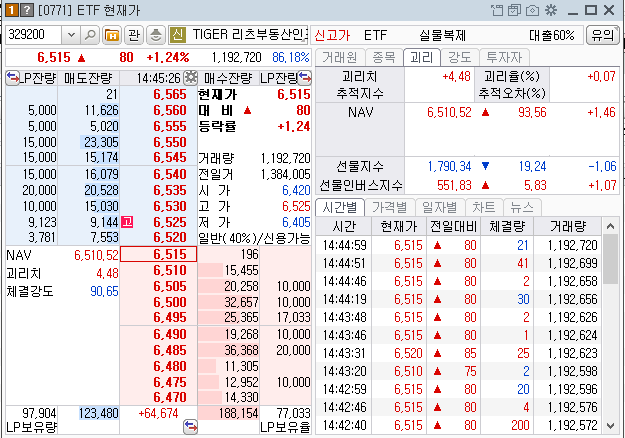 1 ? [0771] ETF 현재가
329200 판 신 TIGER 리츠부동산인프 신고가 ETF 실물복제 대출60% 유의
6,515 ▲ 80 +1,24% 1,192,720 86,18%
거래원 종목 괴리 강도 투자자
LP잔량 매도잔량 14:45:26 매수잔량 LP잔량
21 6,565 현재가 6,515
5,000 11,626 6,560 대 비 ▲ 80
5,000 5,020 6,555 등락률 +1,24
15,000 23,305 6,550
15,000 15,174 6,545 거래량 1,192,720
15,000 16,079 6,540 전일거 1,384,005
20,000 20,528 6,535 시 가 6,420
10,000 15,030 6,530 고 가 6,525
9,123 9,144 고 6,525 저 가 6,405
3,781 7,553 6,520 일반(40%)/신용가능
NAV 6,510,52 6,515 196
괴리치 4,48 6,510 15,455
체결강도 90,65 6,505 20,258 10,000
6,500 32,657 10,000
6,495 25,365 17,033
6,490 19,268 10,000
6,485 36,368 20,000
6,480 11,305
6,475 12,952 10,000
6,470 14,330
97,904 123,480 +64,674 188,154 77,033
LP보유량 LP보유율
괴리치 +4,48 괴리율(%) +0,07
추적지수 추적오차(%)
NAV 6,510,52 ▲ 93,56 +1,46
선물지수 1,790,34 ▼ 19,24 -1,06
선물인버스지수 551,83 ▲ 5,83 +1,07
시간별 가격별 일자별 차트 뉴스
시간 현재가 전일대비 체결량 거래량
14:44:59 6,515 ▲ 80 21 1,192,720
14:44:51 6,515 ▲ 80 41 1,192,699
14:44:46 6,515 ▲ 80 2 1,192,658
14:44:19 6,515 ▲ 80 30 1,192,656
14:43:48 6,515 ▲ 80 2 1,192,626
14:43:46 6,515 ▲ 80 1 1,192,624
14:43:31 6,520 ▲ 85 25 1,192,623
14:43:20 6,510 ▲ 75 2 1,192,598
14:42:59 6,515 ▲ 80 20 1,192,596
14:42:46 6,515 ▲ 80 4 1,192,576
14:42:40 6,515 ▲ 80 200 1,192,572